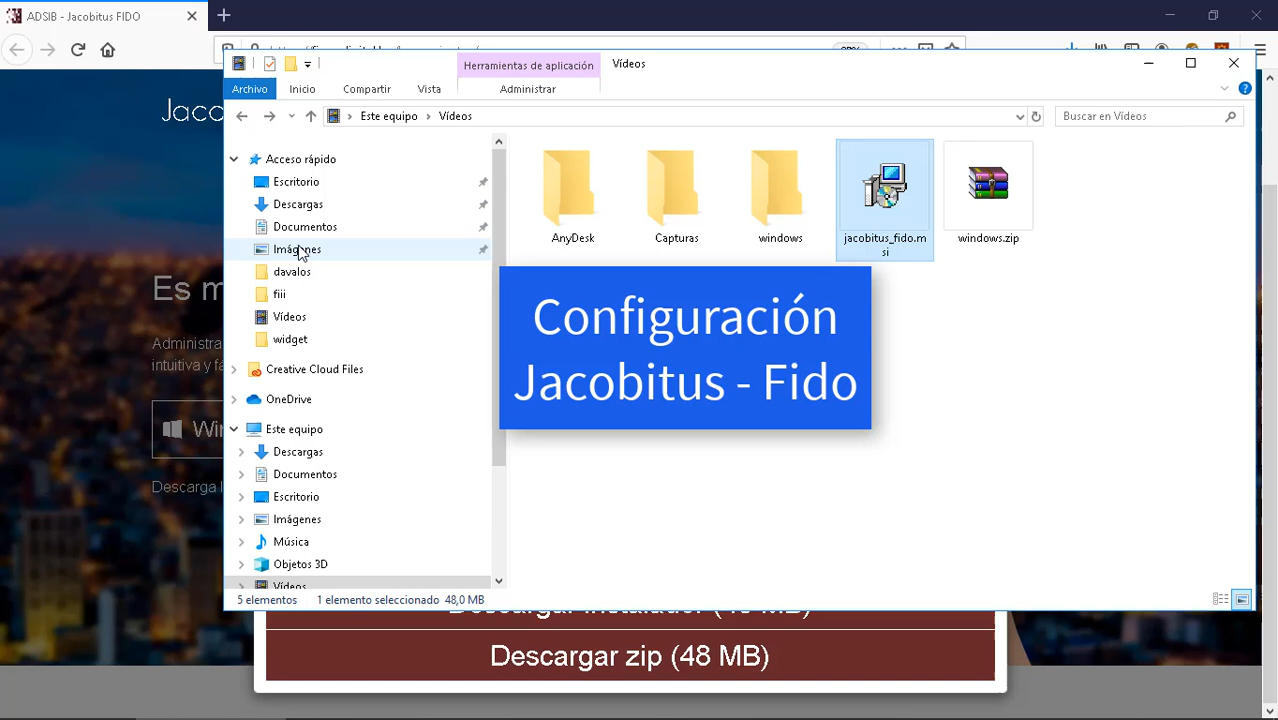 ADSIB - Jacobitus FIDO
Herramientas de aplicación
Vídeos
Archivo
Inicio
Compartir
Vista
Administrar
Este equipo
Vídeos
Buscar en Vídeos
Jaco
Acceso rápido
Escritorio
Descargas
Documentos
Imágenes
davalos
fiii
Vídeos
widget
Creative Cloud Files
OneDrive
Este equipo
Descargas
Documentos
Escritorio
Imágenes
Música
Objetos 3D
Vídeos
AnyDesk
Capturas
windows
jacobitus_fido.m
si
windows.zip
Configuración
Jacobitus - Fido
Es m
Administra
intuitiva y fá
Win
Descarga
5 elementos
1 elemento seleccionado 48,0 MB
Descargar zip (48 MB)